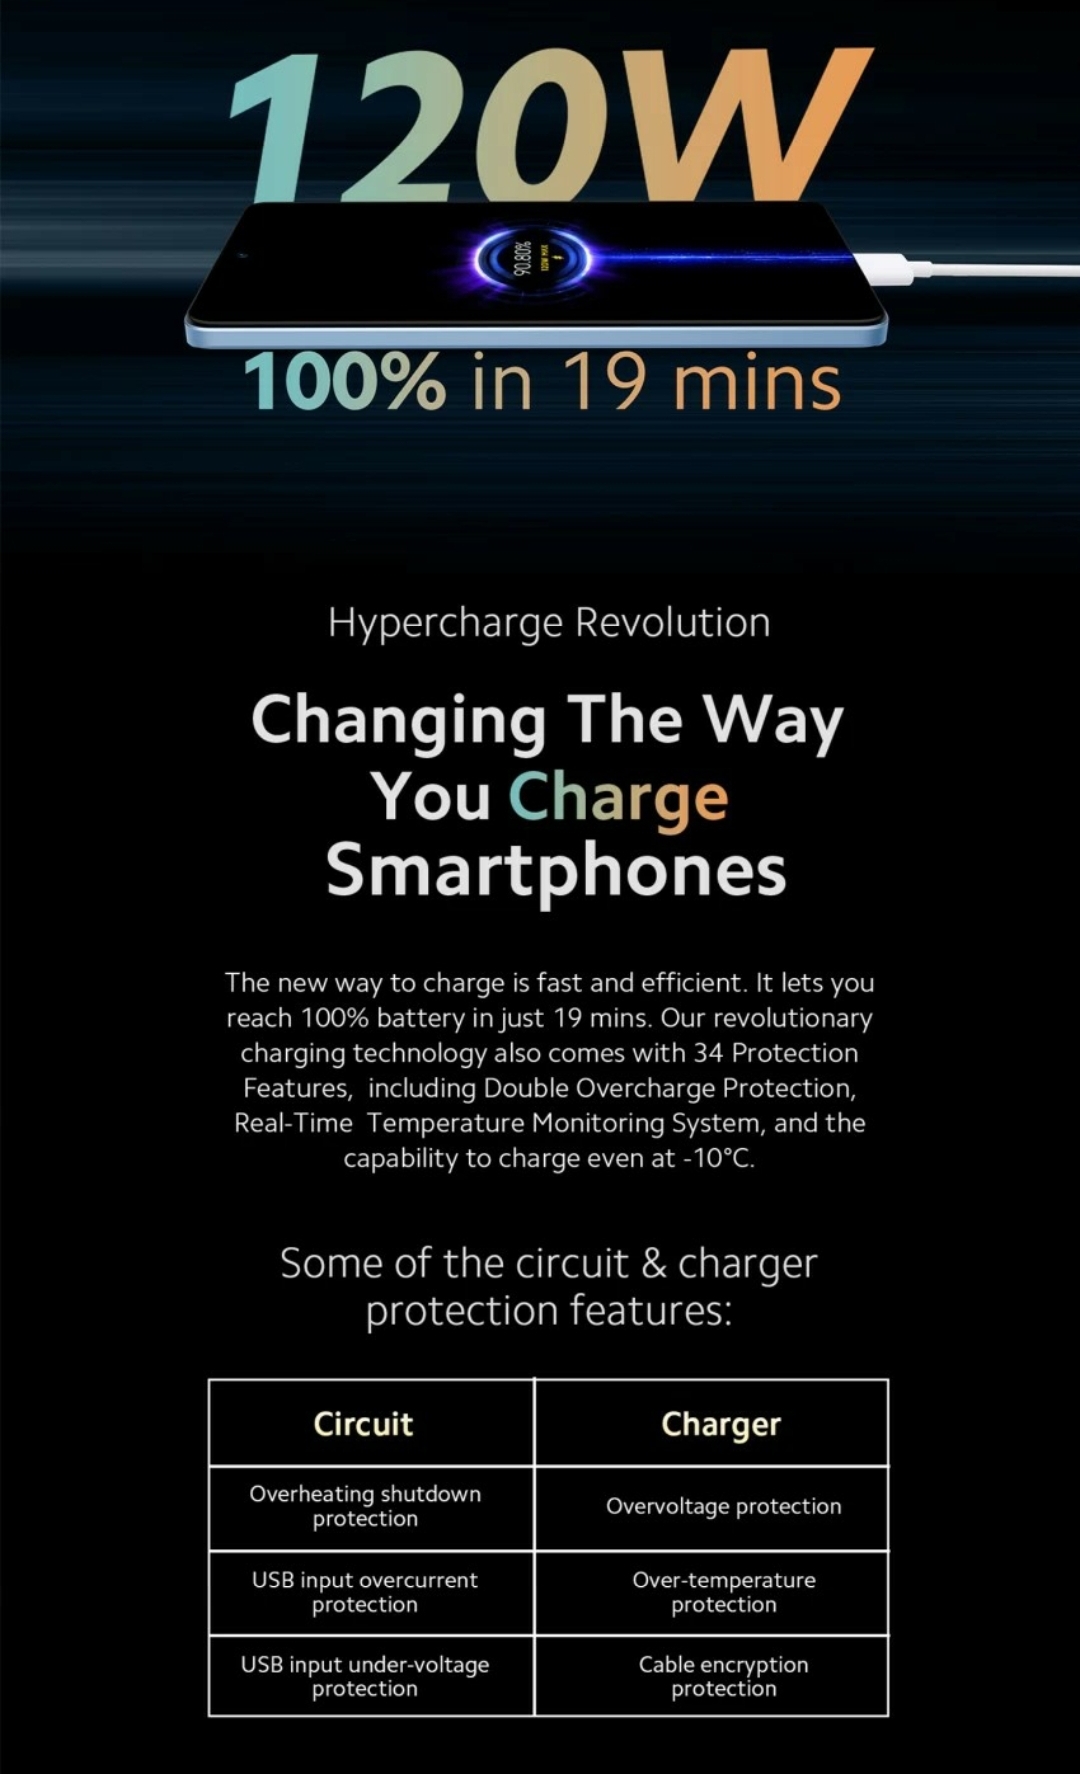 120W
90.80%
120W MAX
100% in 19 mins
Hypercharge Revolution
Changing The Way
You Charge
Smartphones
The new way to charge is fast and efficient. It lets you
reach 100% battery in just 19 mins. Our revolutionary
charging technology also comes with 34 Protection
Features, including Double Overcharge Protection,
Real-Time Temperature Monitoring System, and the
capability to charge even at -10°C.
Some of the circuit & charger
protection features:
Circuit
Charger
Overheating shutdown
protection
Overvoltage protection
USB input overcurrent
protection
Over-temperature
protection
USB input under-voltage
protection
Cable encryption
protection